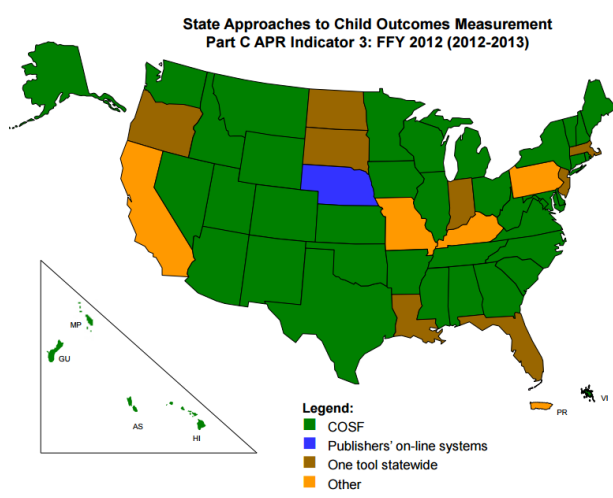 State Approaches to Child Outcomes Measurement
Part C APR Indicator 3: FFY 2012 (2012-2013)
MP
GU
AS
HI
VI
PR
Legend:
COSF
Publishers' on-line systems
One tool statewide
Other